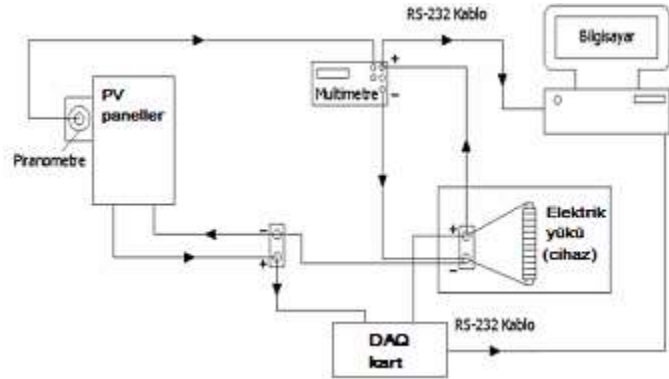 RS-232 Kablo
Bilgisayar
PV
paneller
Multimetre
+
-
Piranometre
Elektrik
yükü
(cihaz)
+
-
-
+
DAQ
kart
RS-232 Kablo